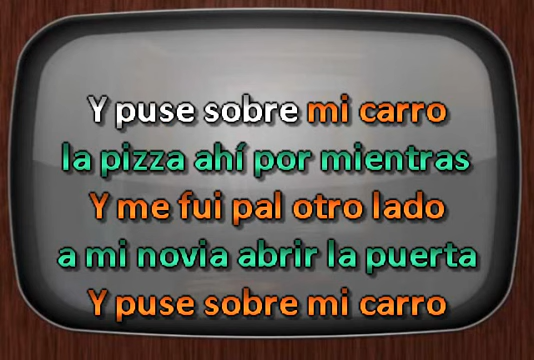 Y puse sobre mi carro
la pizza ahí por mientras
Y me fui pal otro lado
a mi novia abrir la puerta
Y puse sobre mi carro